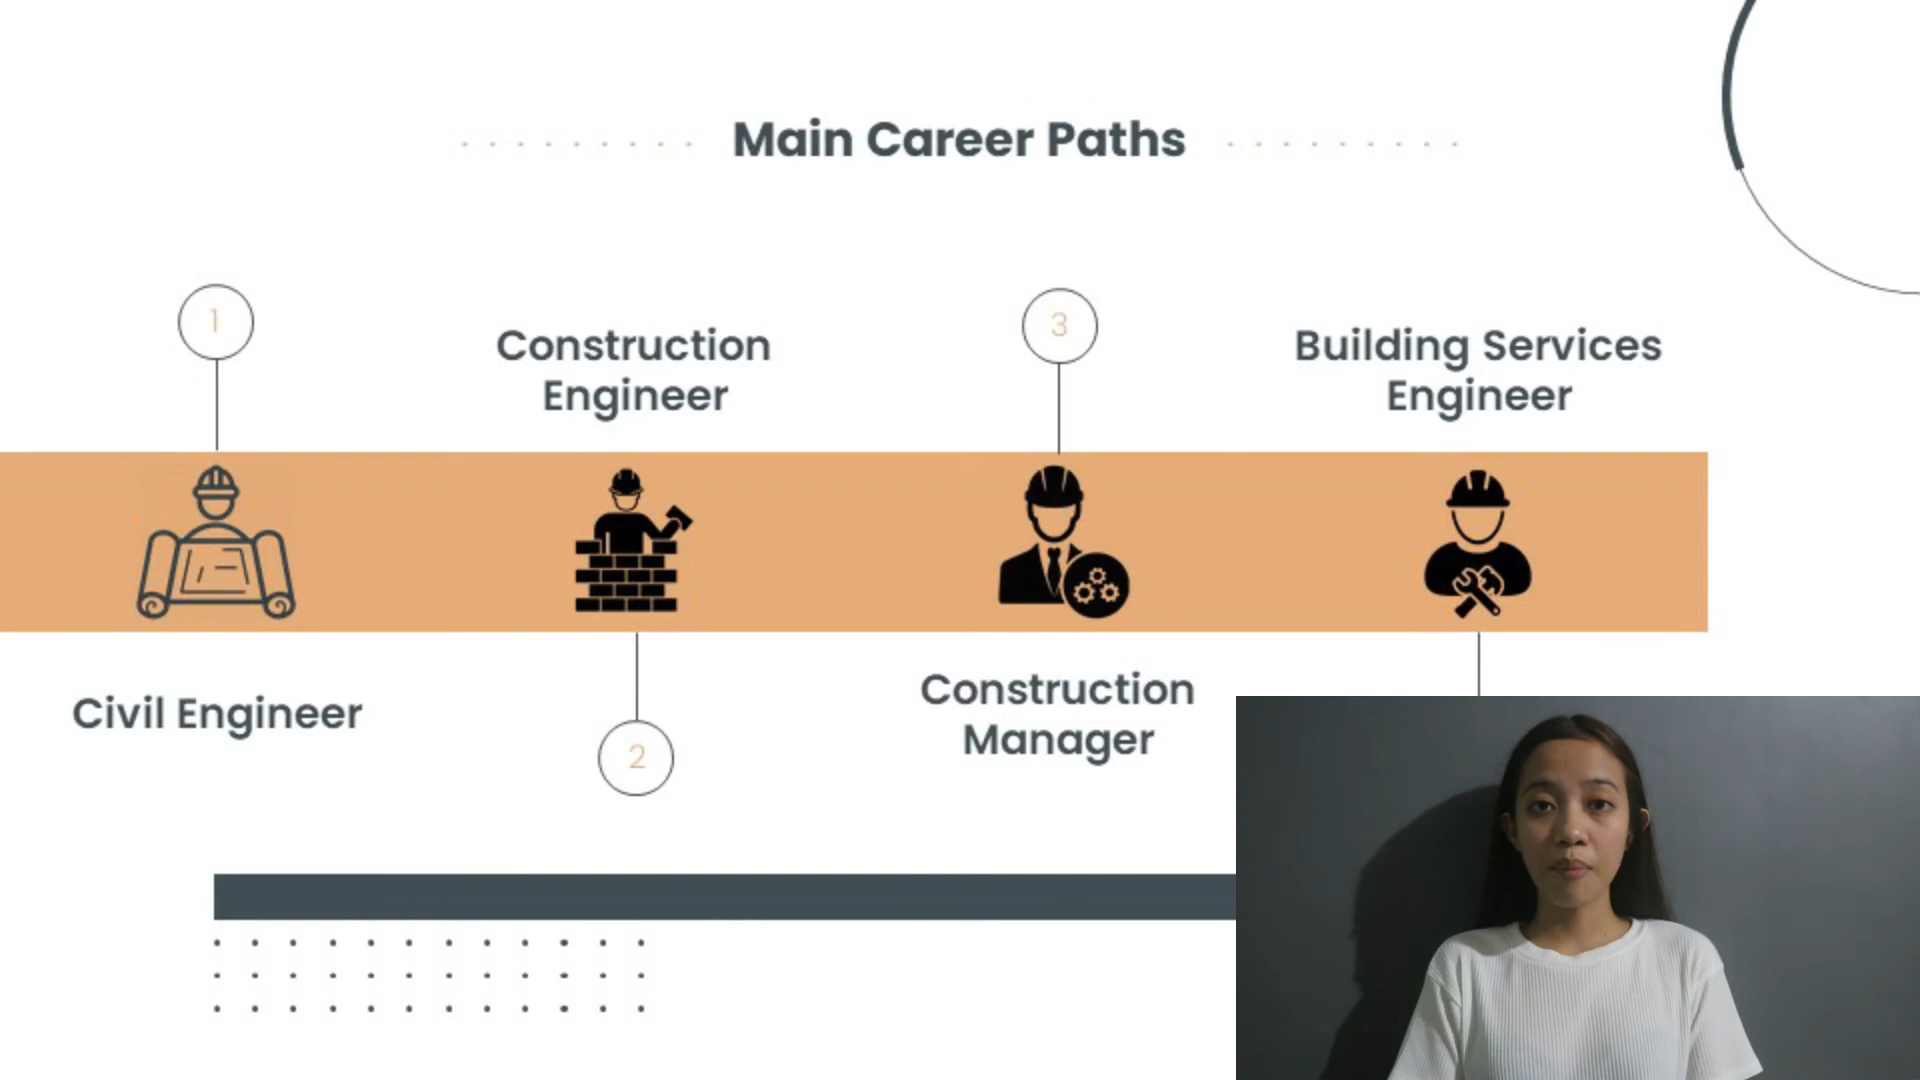 Main Career Paths
1
Civil Engineer
Construction
Engineer
2
3
Construction
Manager
Building Services
Engineer